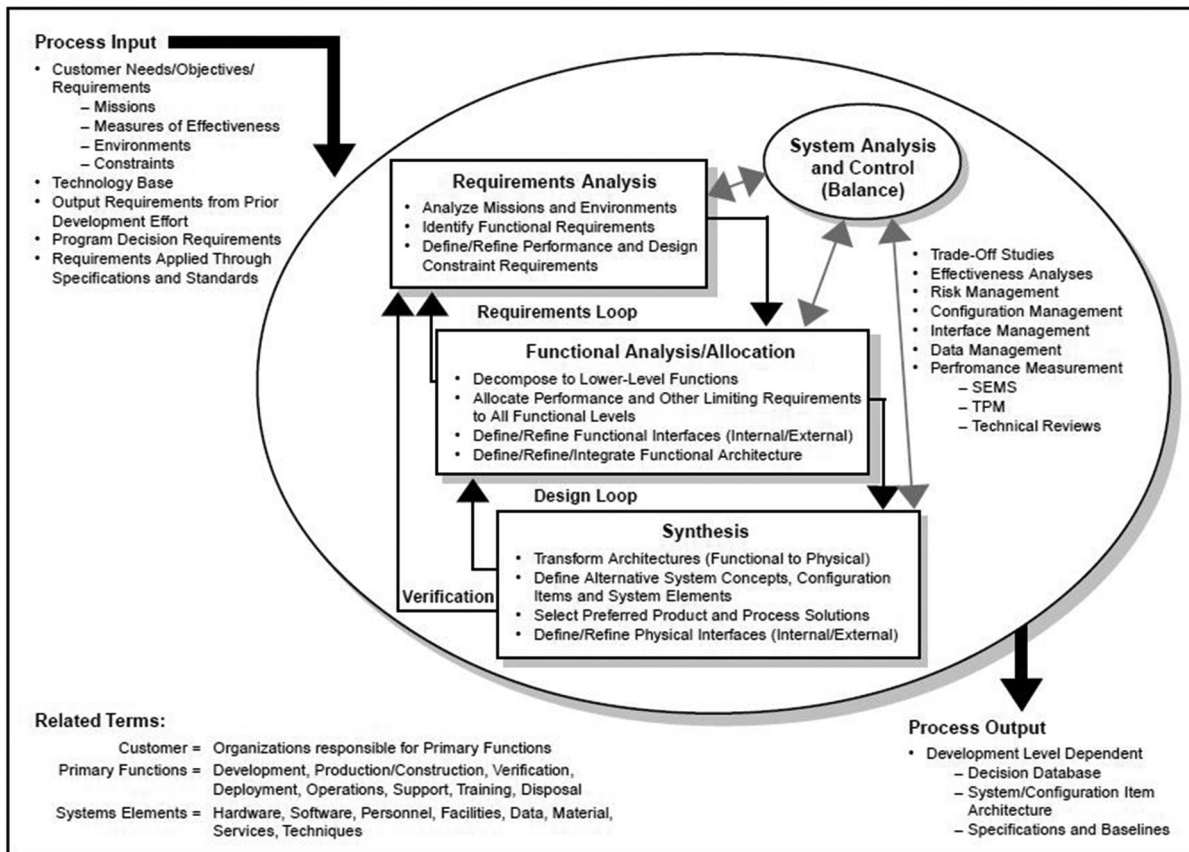 Process Input
• Customer Needs/Objectives/
Requirements
– Missions
– Measures of Effectiveness
– Environments
– Constraints
• Technology Base
• Output Requirements from Prior
Development Effort
• Program Decision Requirements
• Requirements Applied Through
Specifications and Standards
System Analysis
and Control
(Balance)
Requirements Analysis
• Analyze Missions and Environments
• Identify Functional Requirements
• Define/Refine Performance and Design
Constraint Requirements
• Trade-Off Studies
• Effectiveness Analyses
• Risk Management
• Configuration Management
• Interface Management
• Data Management
• Perfromance Measurement
– SEMS
– TPM
– Technical Reviews
Requirements Loop
Functional Analysis/Allocation
• Decompose to Lower-Level Functions
• Allocate Performance and Other Limiting Requirements
to All Functional Levels
• Define/Refine Functional Interfaces (Internal/External)
• Define/Refine/Integrate Functional Architecture
Design Loop
Synthesis
• Transform Architectures (Functional to Physical)
• Define Alternative System Concepts, Configuration
Items and System Elements
• Select Preferred Product and Process Solutions
• Define/Refine Physical Interfaces (Internal/External)
Verification
Related Terms:
Customer = Organizations responsible for Primary Functions
Primary Functions = Development, Production/Construction, Verification,
Deployment, Operations, Support, Training, Disposal
Systems Elements = Hardware, Software, Personnel, Facilities, Data, Material,
Services, Techniques
Process Output
• Development Level Dependent
– Decision Database
– System/Configuration Item
Architecture
– Specifications and Baselines